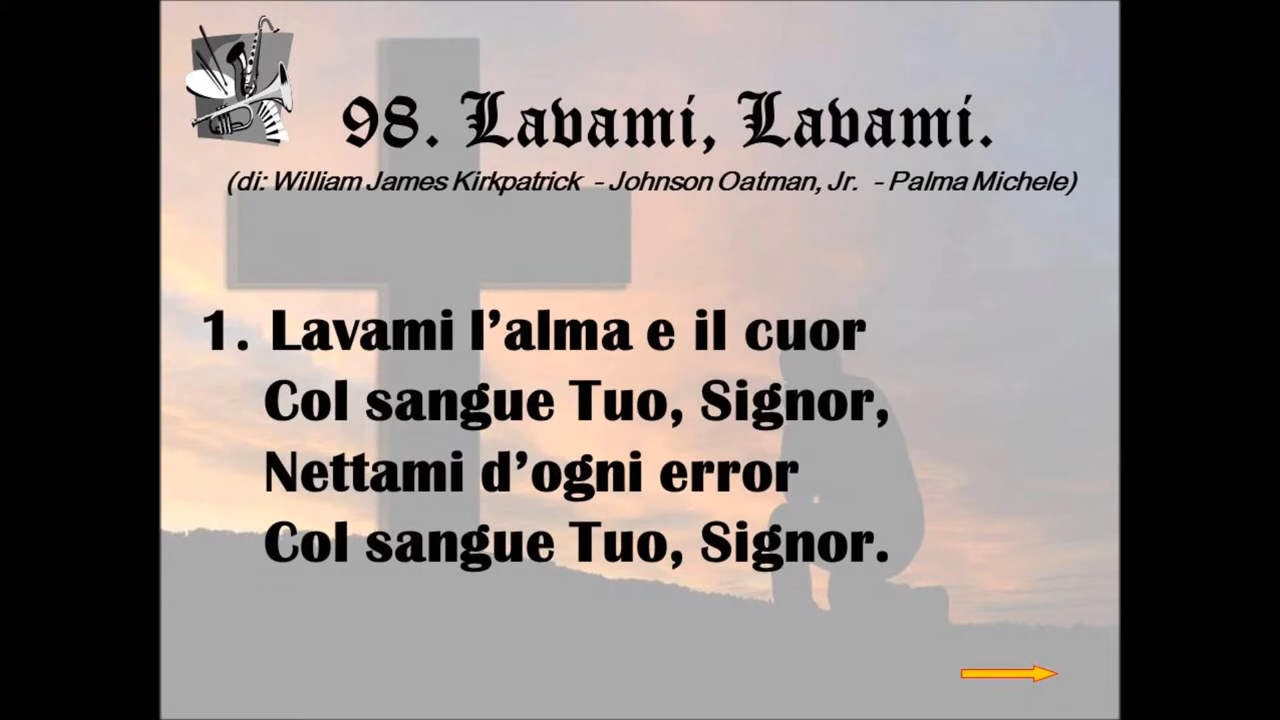 98. Lavami, Lavami.
(di: William James Kirkpatrick - Johnson Oatman, Jr. - Palma Michele)
1. Lavami l’alma e il cuor
Col sangue Tuo, Signor,
Nettami d’ogni error
Col sangue Tuo, Signor.